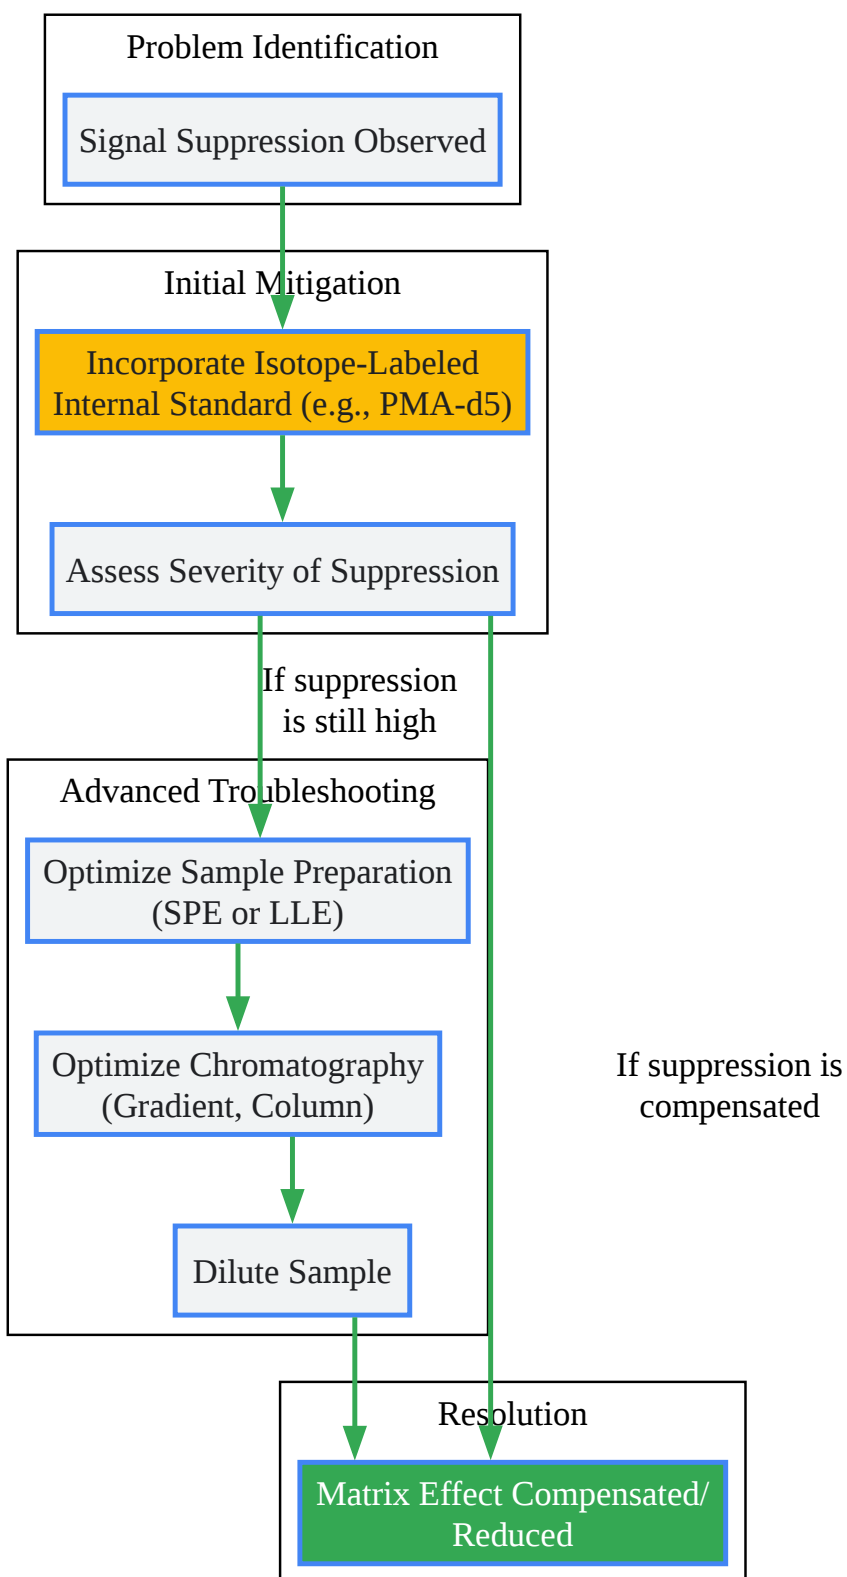 Problem Identification
Signal Suppression Observed
Initial Mitigation
Incorporate Isotope-Labeled
Internal Standard (e.g., PMA-d5)
Assess Severity of Suppression
If suppression
is still high
Advanced Troubleshooting
Optimize Sample Preparation
(SPE or LLE)
Optimize Chromatography
(Gradient, Column)
If suppression is
compensated
Dilute Sample
Resolution
Matrix Effect Compensated/
Reduced